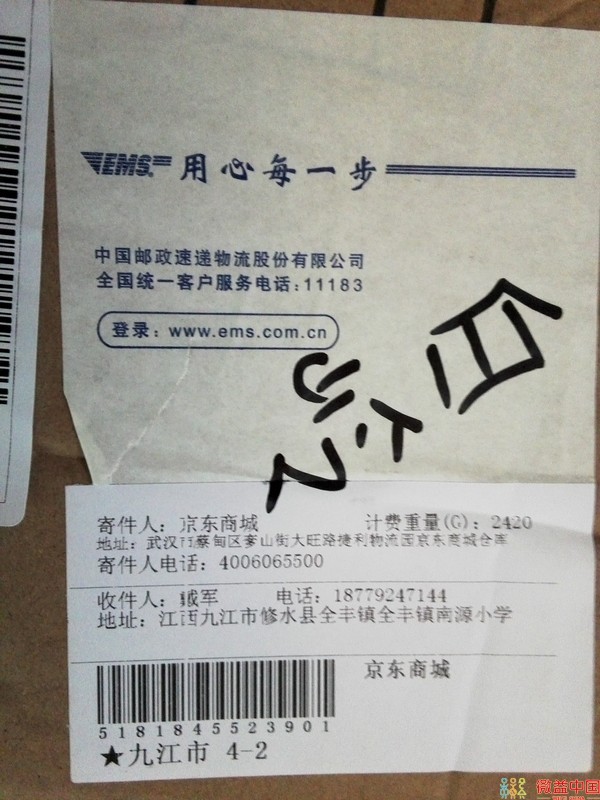 EMS 用心每一步
中国邮政速递物流股份有限公司
全国统一客户服务电话:11183
登录:www.ems.com.cn
寄件人:京东商城 计费重量(G):2420
地址:武汉市蔡甸区奓山街大旺路捷利物流园京东商城仓库
寄件人电话:4006065500
收件人:戴军 电话:18779247144
地址:江西九江市修水县全丰镇全丰镇南源小学
京东商城
5181845523901
★九江市 4-2
微益中国